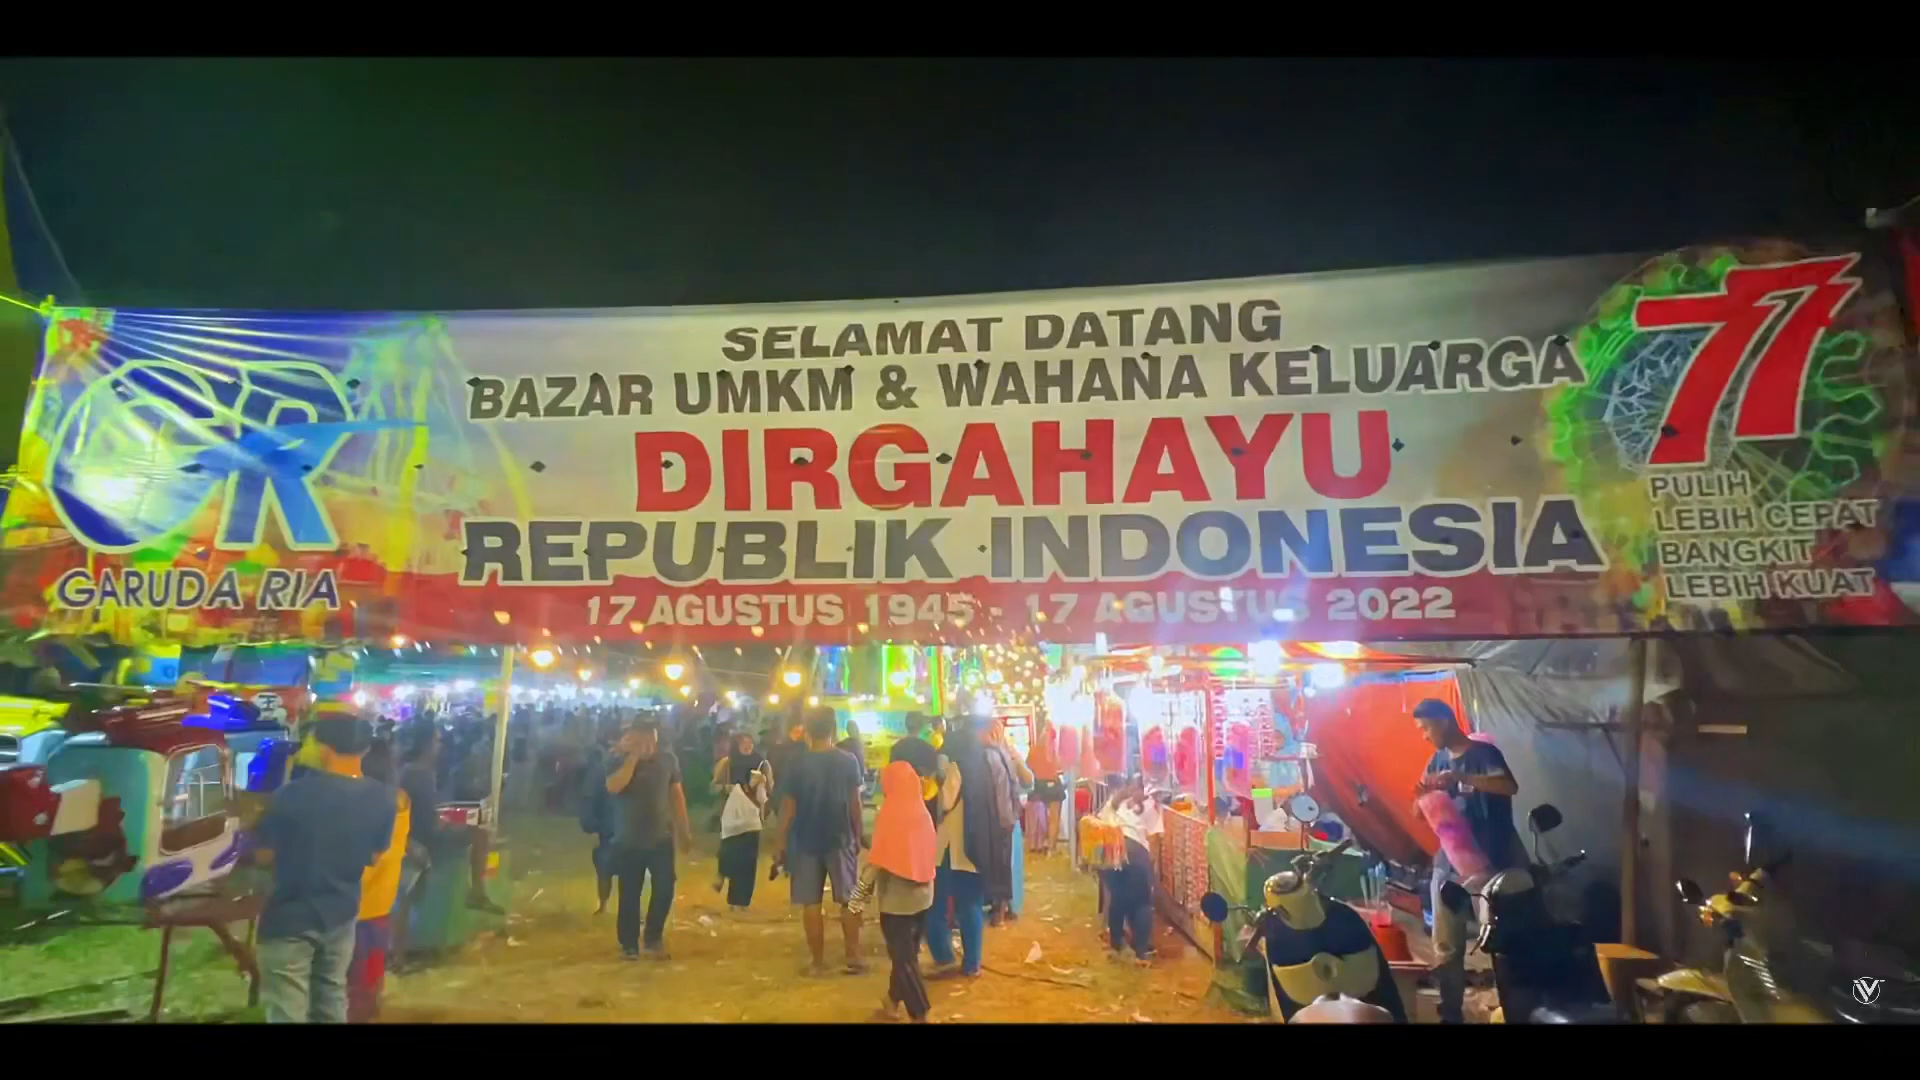 SELAMAT DATANG
BAZAR UMKM & WAHANA KELUARGA
DIRGAHAYU
REPUBLIK INDONESIA
17 AGUSTUS 1945 - 17 AGUSTUS 2022
GR
GARUDA RIA
77
PULIH
LEBIH CEPAT
BANGKIT
LEBIH KUAT